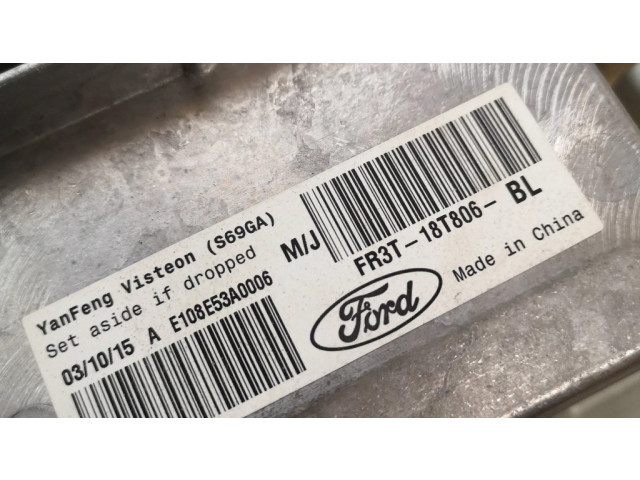 YanFeng Visteon (S69GA)
Set aside if dropped
M/J
03/10/15 A E108E53A0006
FR3T-18T806- BL
Ford
Made in China